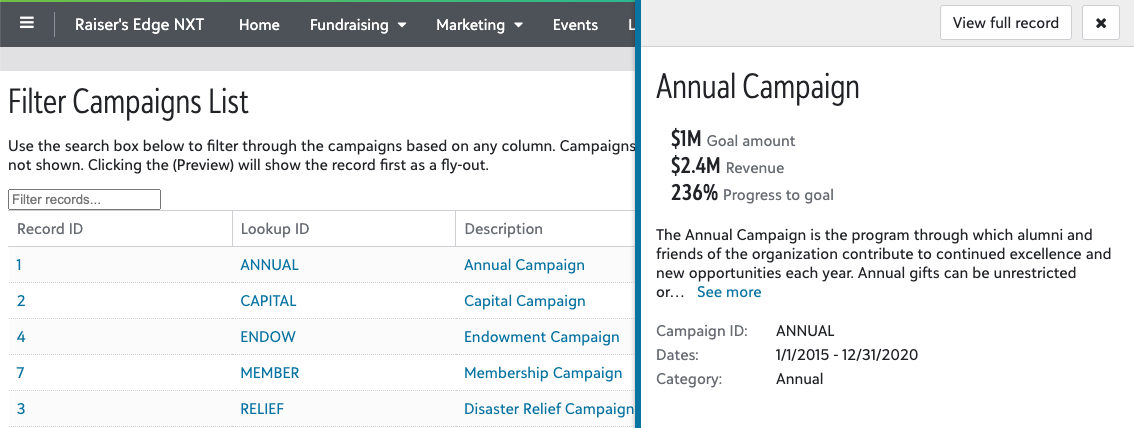 Raiser's Edge NXT Home Fundraising Marketing Events
Filter Campaigns List
Use the search box below to filter through the campaigns based on any column. Campaigns
not shown. Clicking the (Preview) will show the record first as a fly-out.
Filter records...
Record ID Lookup ID Description
1 ANNUAL Annual Campaign
2 CAPITAL Capital Campaign
4 ENDOW Endowment Campaign
7 MEMBER Membership Campaign
3 RELIEF Disaster Relief Campaign
View full record ✖
Annual Campaign
$1M Goal amount
$2.4M Revenue
236% Progress to goal
The Annual Campaign is the program through which alumni and
friends of the organization contribute to continued excellence and
new opportunities each year. Annual gifts can be unrestricted
or… See more
Campaign ID: ANNUAL
Dates: 1/1/2015 - 12/31/2020
Category: Annual